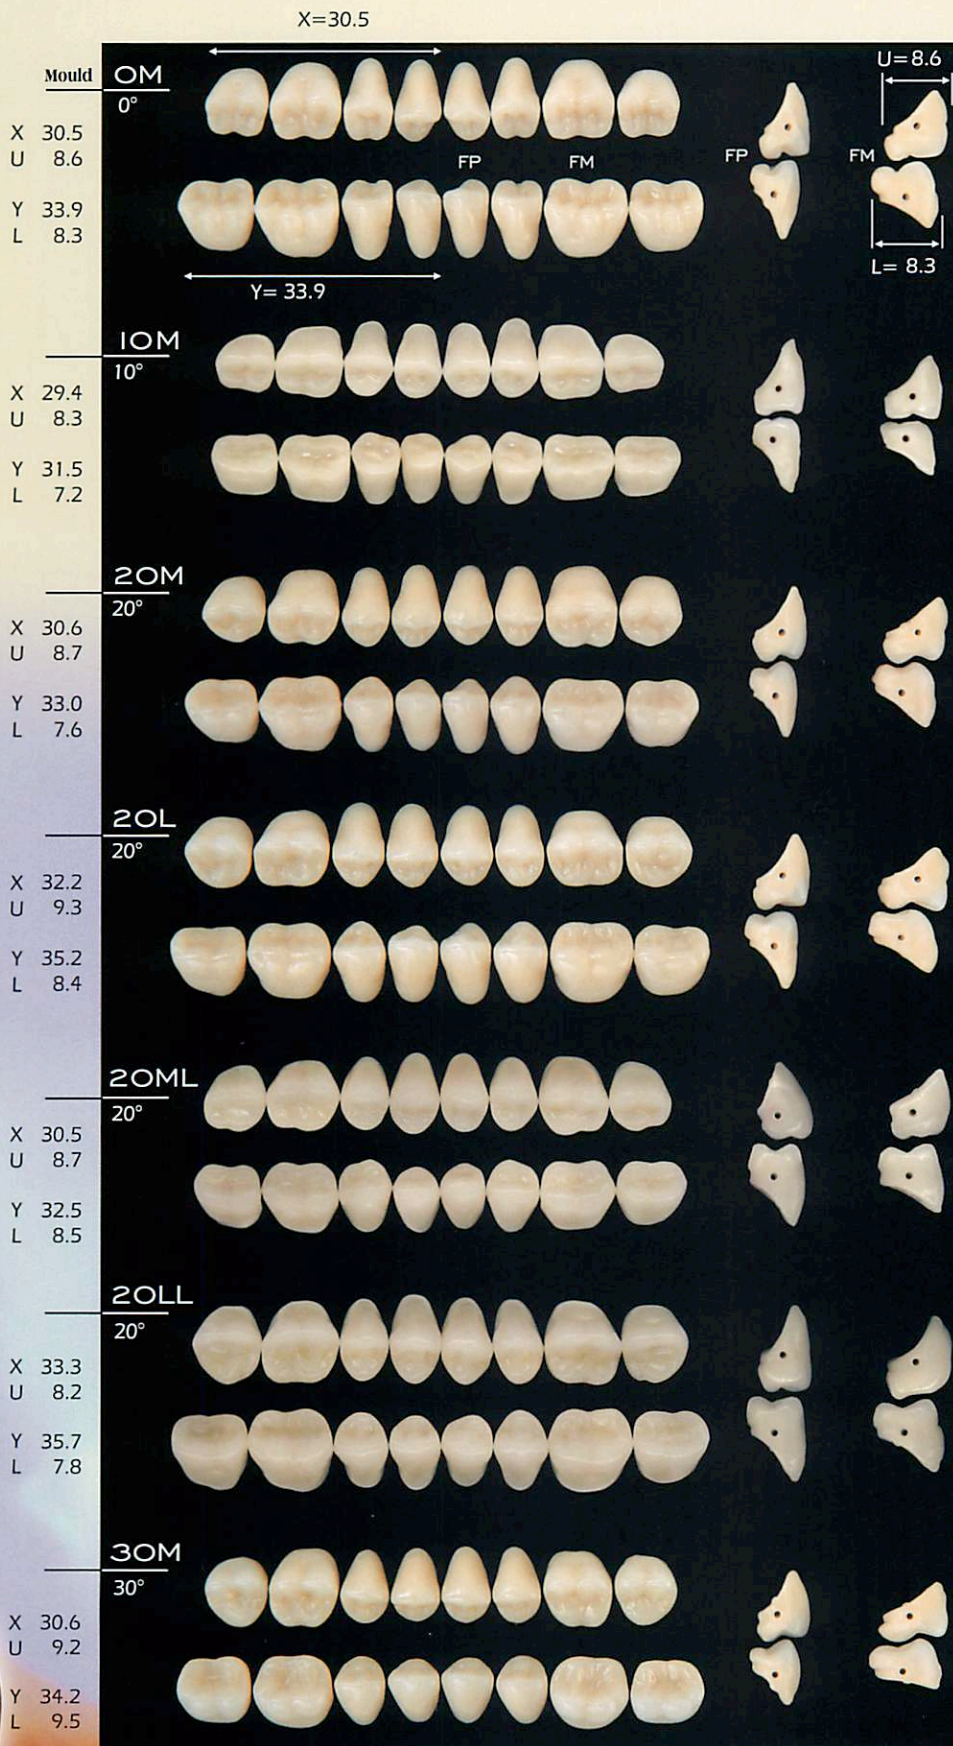 X=30.5
Mould OM U=8.6
0°
X 30.5
U 8.6
FP FM FP FM
Y 33.9
L 8.3
L= 8.3
Y= 33.9
10M
10°
X 29.4
U 8.3
Y 31.5
L 7.2
20M
20°
X 30.6
U 8.7
Y 33.0
L 7.6
20L
20°
X 32.2
U 9.3
Y 35.2
L 8.4
20ML
20°
X 30.5
U 8.7
Y 32.5
L 8.5
20LL
20°
X 33.3
U 8.2
Y 35.7
L 7.8
30M
30°
X 30.6
U 9.2
Y 34.2
L 9.5